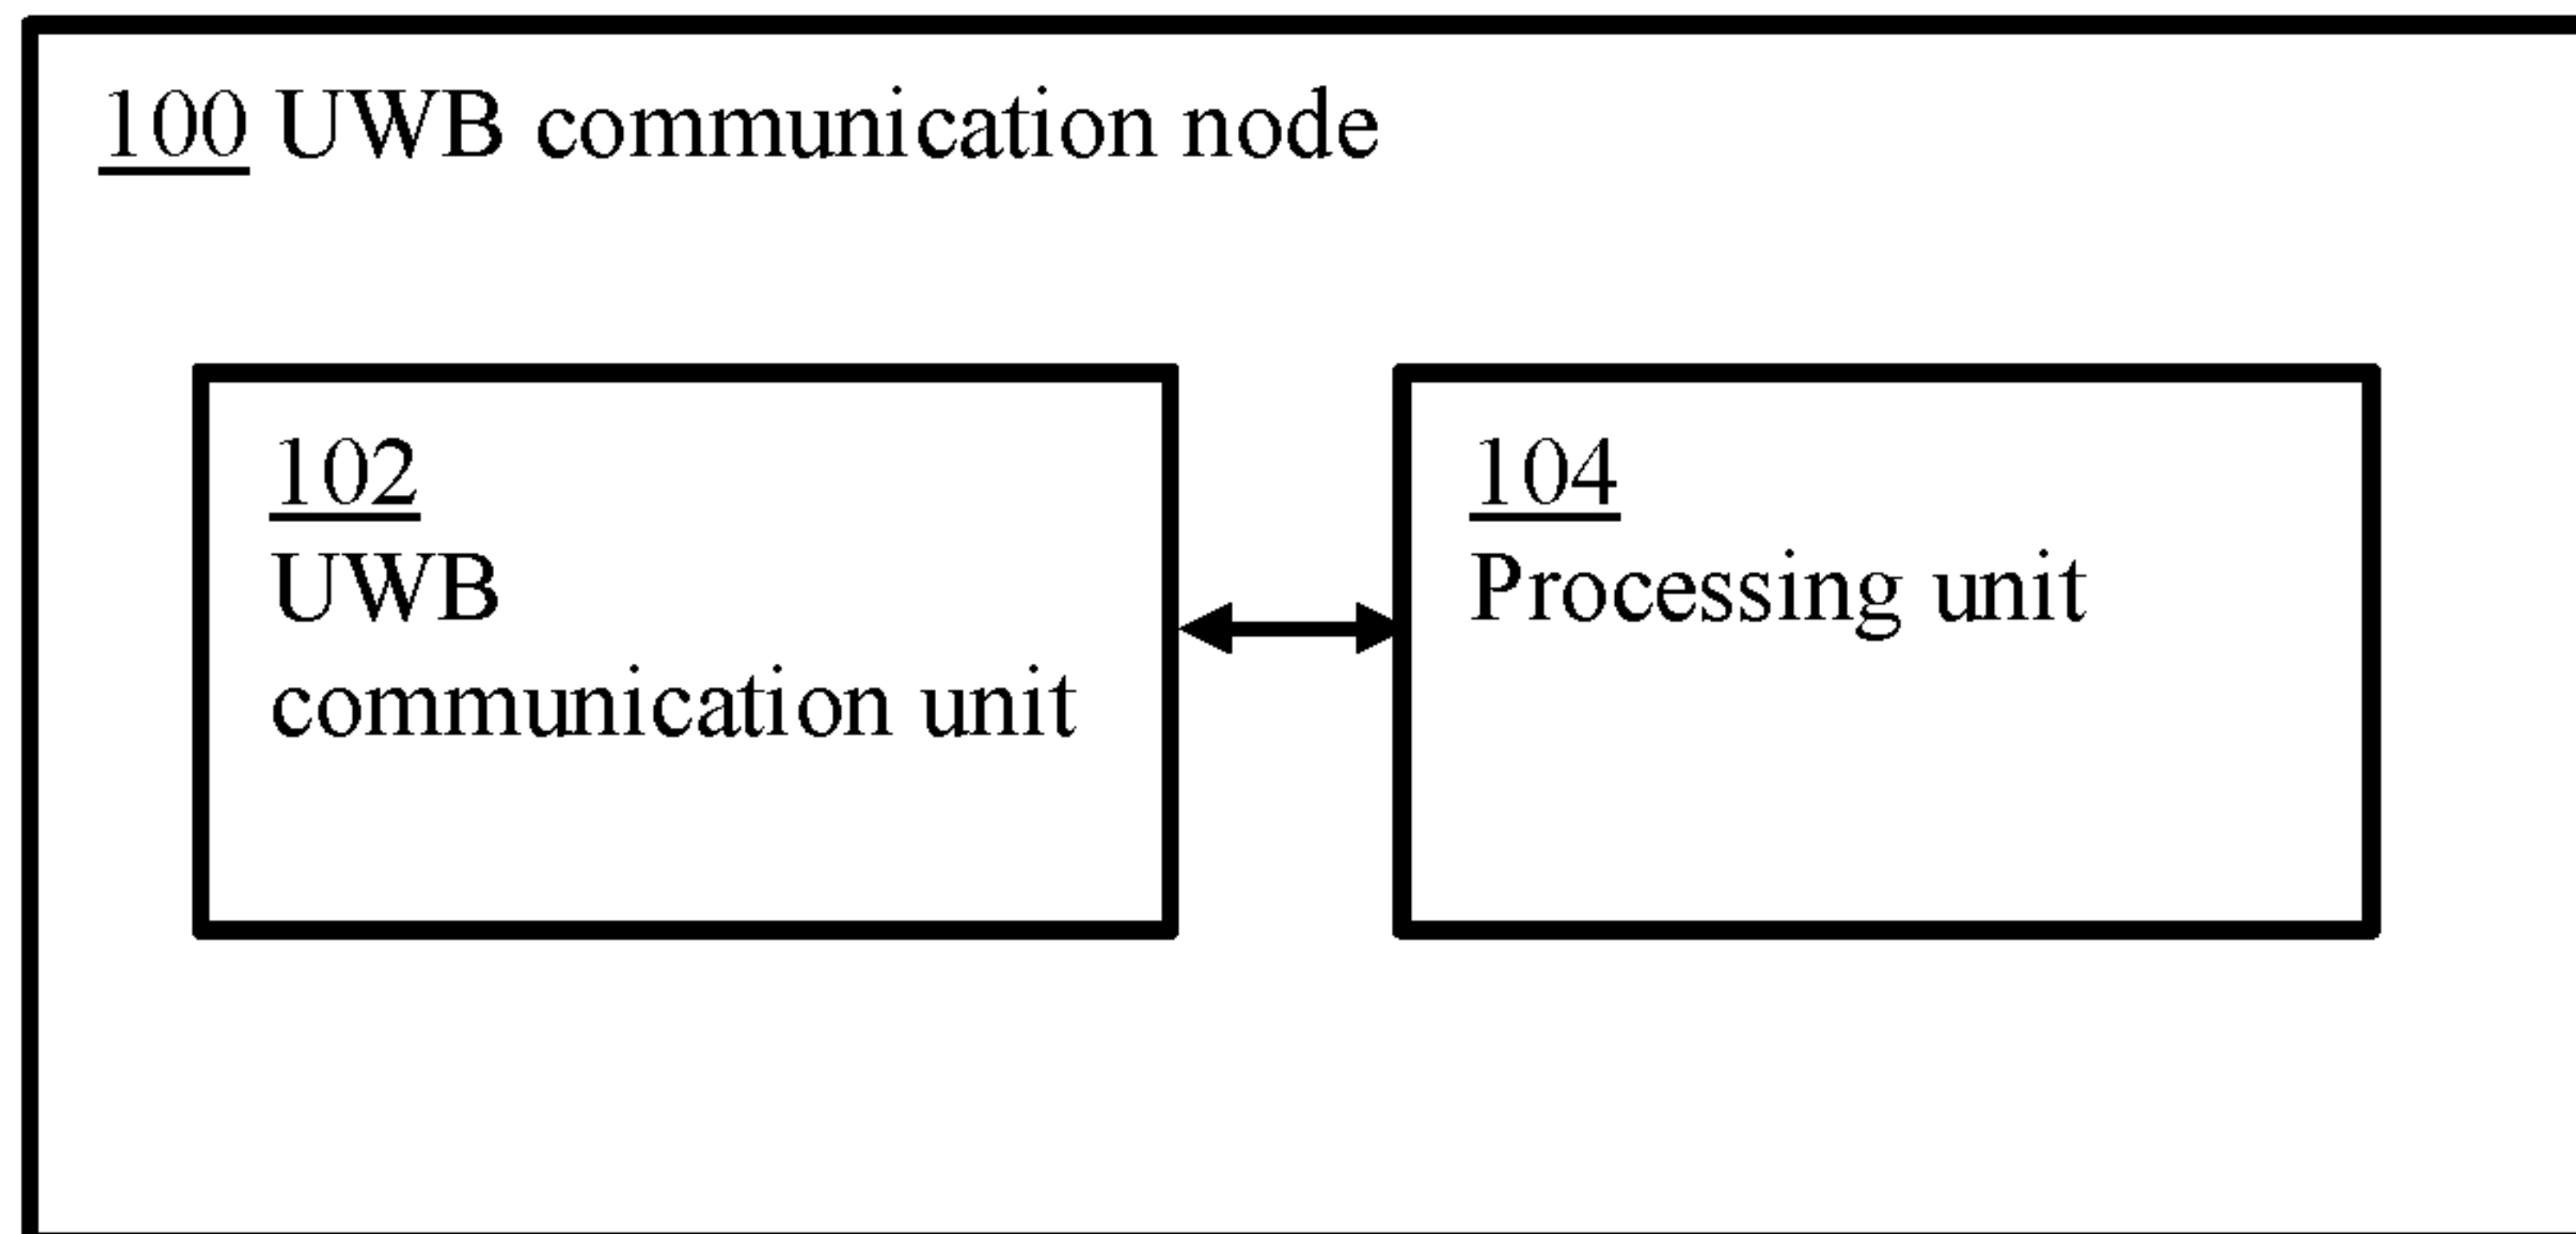 100 UWB communication node
102
UWB
communication unit
104
Processing unit